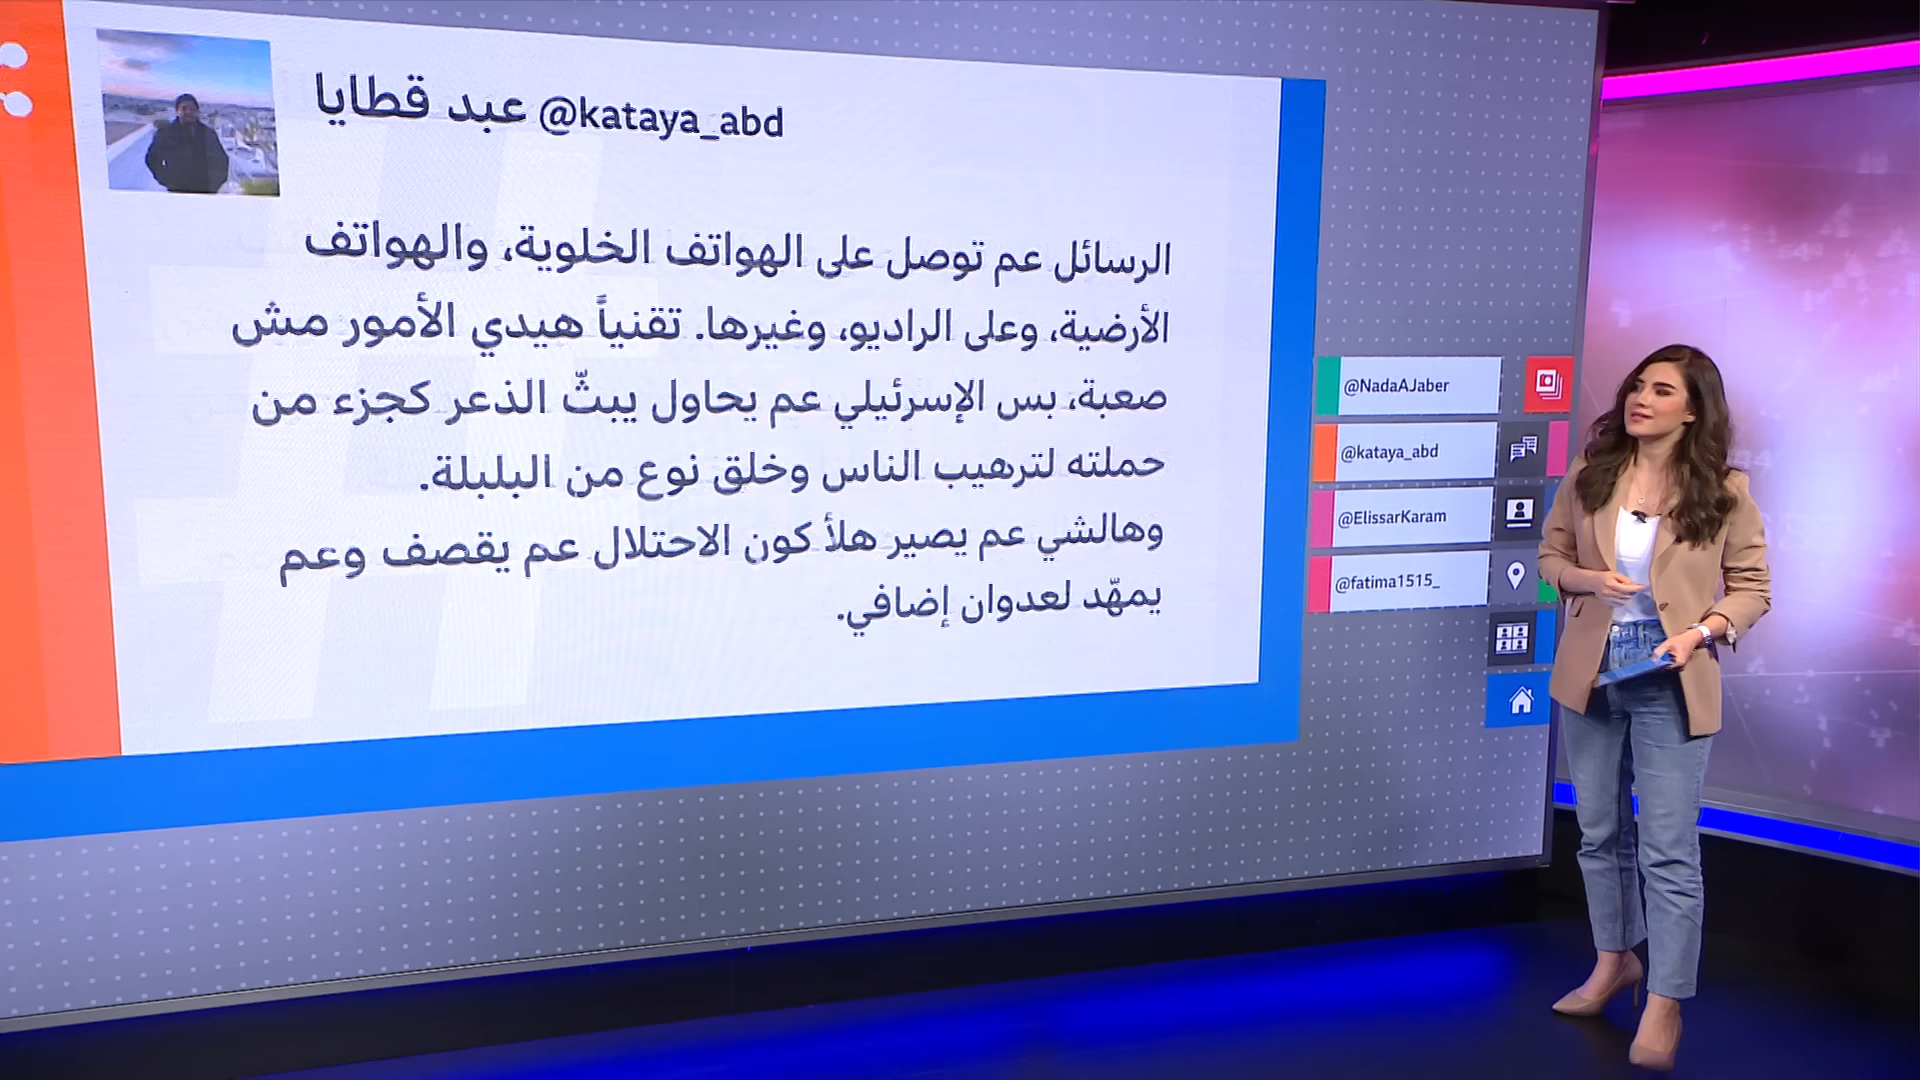 عبد قطايا @kataya_abd
الرسائل عم توصل على الهواتف الخلوية، والهواتف
الأرضية، وعلى الراديو، وغيرها. تقنياً هيدي الأمور مش
صعبة، بس الإسرئيلي عم يحاول يبثّ الذعر كجزء من
حملته لترهيب الناس وخلق نوع من البلبلة.
وهالشي عم يصير هلأ كون الاحتلال عم يقصف وعم
يمهّد لعدوان إضافي.
@NadaAJaber
@kataya_abd
@ElissarKaram
@fatima1515_